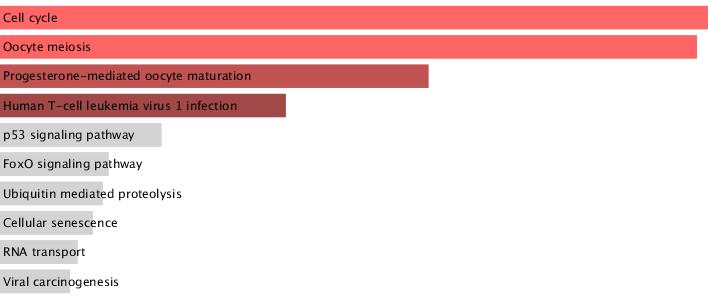 Cell cycle
Oocyte meiosis
Progesterone-mediated oocyte maturation
Human T-cell leukemia virus 1 infection
p53 signaling pathway
FoxO signaling pathway
Ubiquitin mediated proteolysis
Cellular senescence
RNA transport
Viral carcinogenesis